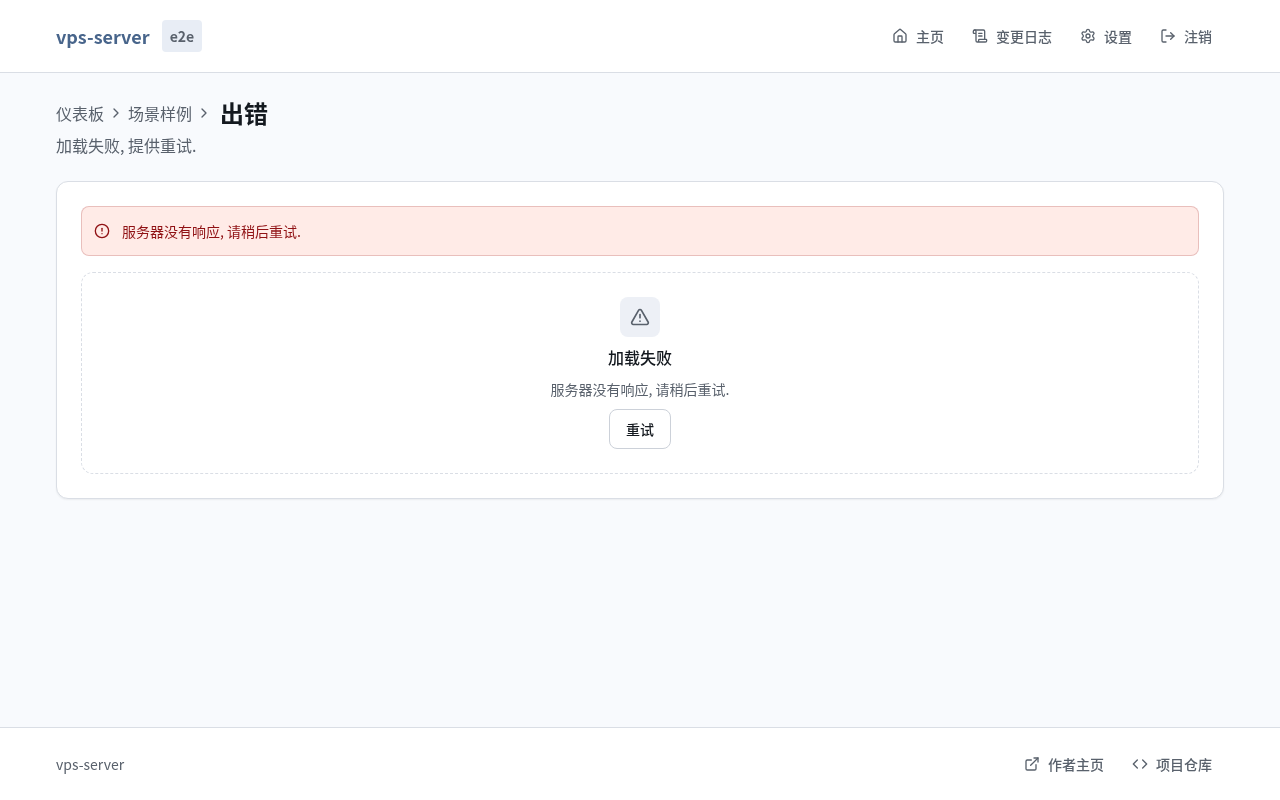 vps-server e2e 主页 变更日志 设置 注销
仪表板 场景样例 出错
加载失败, 提供重试.
服务器没有响应, 请稍后重试.
加载失败
服务器没有响应, 请稍后重试.
重试
vps-server 作者主页 项目仓库